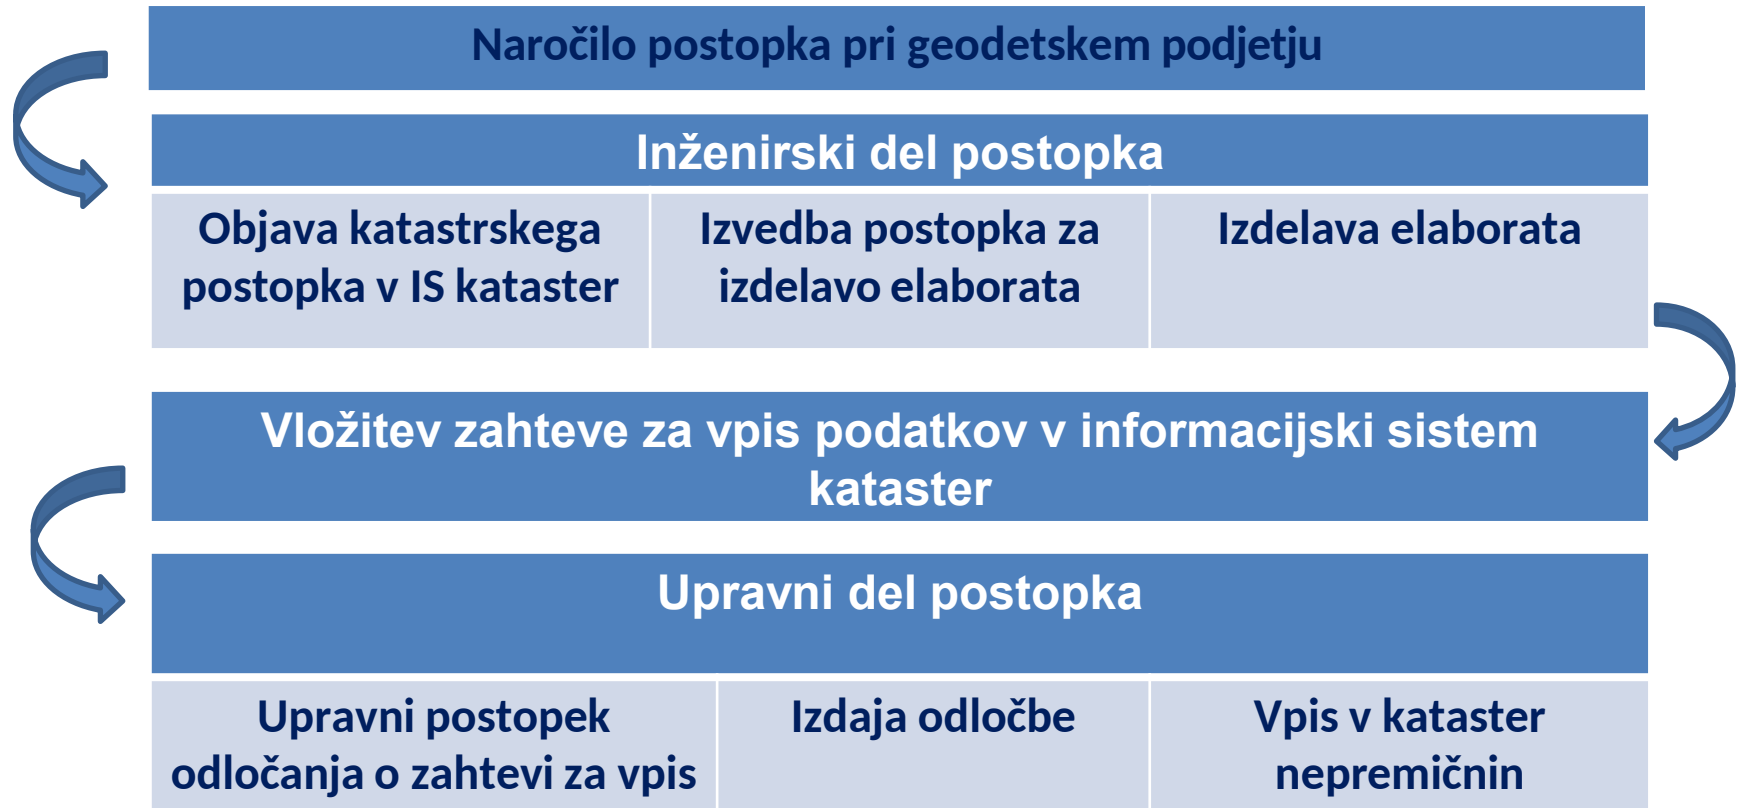 Naročilo postopka pri geodetskem podjetju
Inženirski del postopka
Objava katastrskega
postopka v IS kataster
Izvedba postopka za
izdelavo elaborata
Izdelava elaborata
Vložitev zahteve za vpis podatkov v informacijski sistem
kataster
Upravni del postopka
Upravni postopek
odločanja o zahtevi za vpis
Izdaja odločbe
Vpis v kataster
nepremičnin